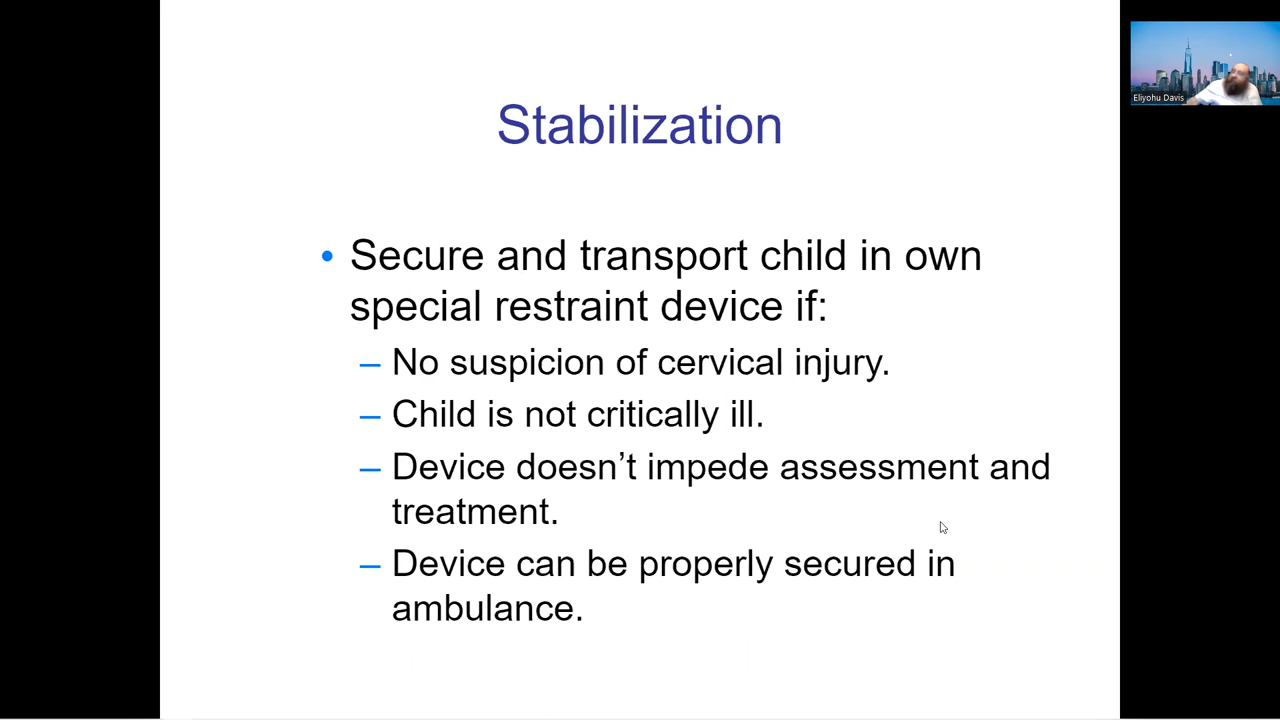 Stabilization
• Secure and transport child in own
special restraint device if:
– No suspicion of cervical injury.
– Child is not critically ill.
– Device doesn’t impede assessment and
treatment.
– Device can be properly secured in
ambulance.
Eliyohu Davis